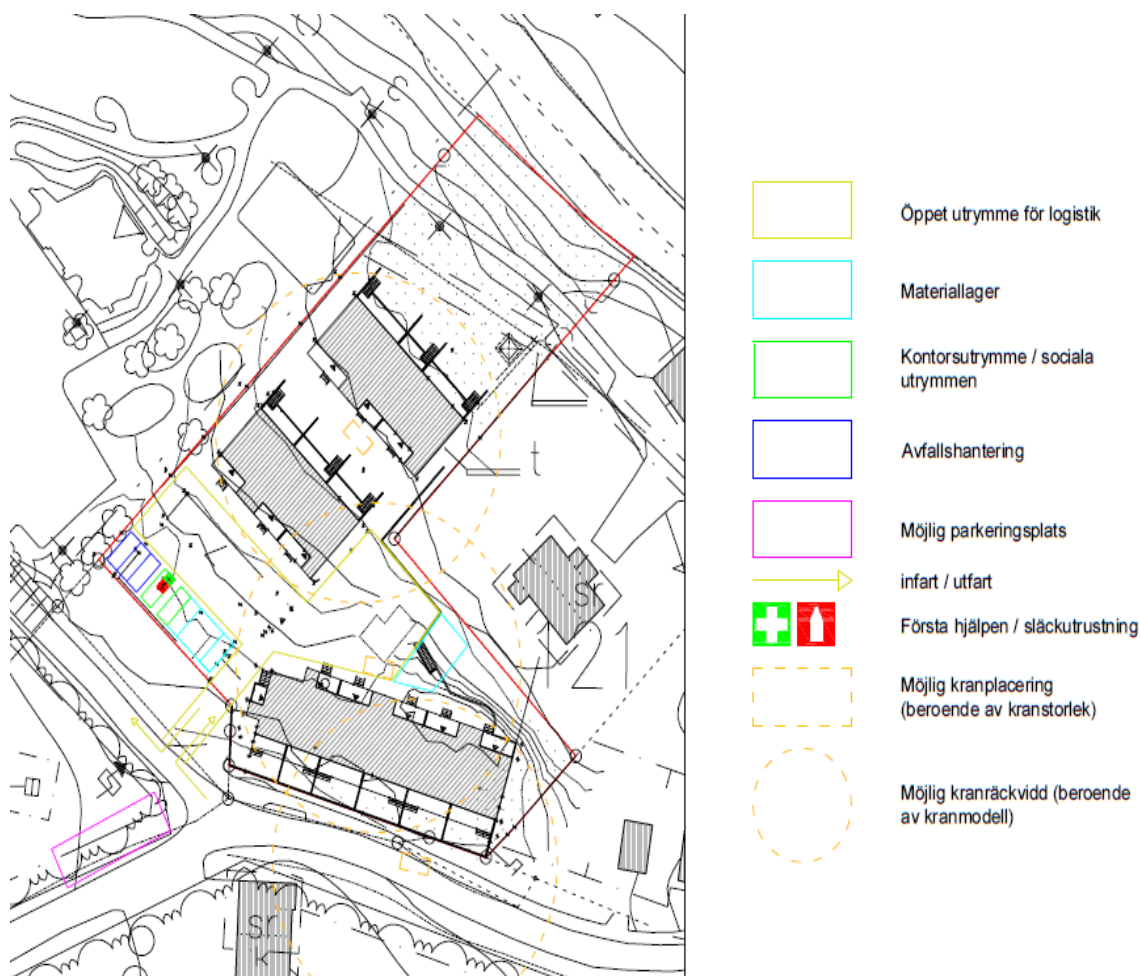 Öppet utrymme för logistik
Materiallager
Kontorsutrymme / sociala
utrymmen
Avfallshantering
Möjlig parkeringsplats
infart / utfart
Första hjälpen / släckutrustning
Möjlig kranplacering
(beroende av kranstorlek)
Möjlig kranräckvidd (beroende
av kranmodell)
t
sr
121
sr